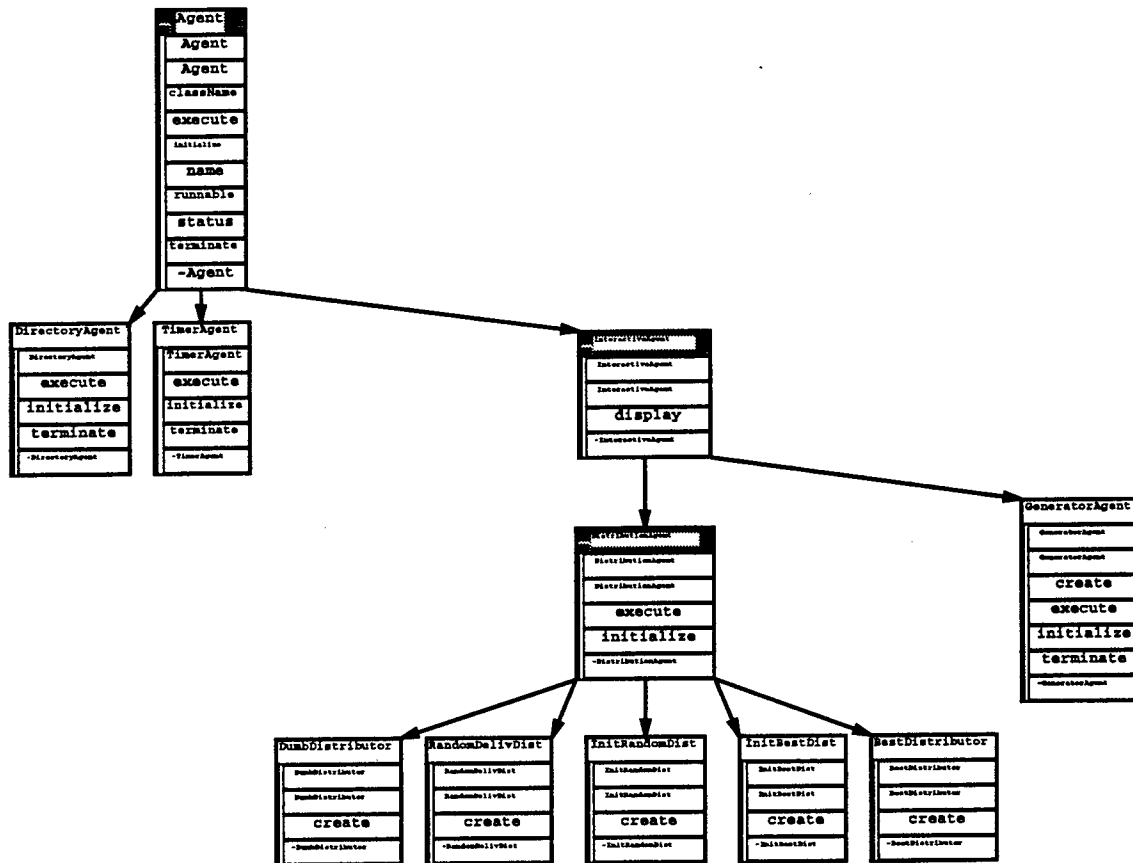 Agent
Agent
Agent
className
execute
initialize
name
runnable
status
terminate
~Agent
DirectoryAgent
DirectoryAgent
execute
initialize
terminate
~DirectoryAgent
TimerAgent
TimerAgent
execute
initialize
terminate
~TimerAgent
InteractiveAgent
InteractiveAgent
InteractiveAgent
display
~InteractiveAgent
GeneratorAgent
GeneratorAgent
GeneratorAgent
create
execute
initialize
terminate
~GeneratorAgent
DistributionAgent
DistributionAgent
DistributionAgent
execute
initialize
~DistributionAgent
DumbDistributor
DumbDistributor
DumbDistributor
create
~DumbDistributor
RandomDelivDist
RandomDelivDist
RandomDelivDist
create
~RandomDelivDist
InitRandomDist
InitRandomDist
InitRandomDist
create
~InitRandomDist
InitBestDist
InitBestDist
InitBestDist
create
~InitBestDist
BestDistributor
BestDistributor
BestDistributor
create
~BestDistributor